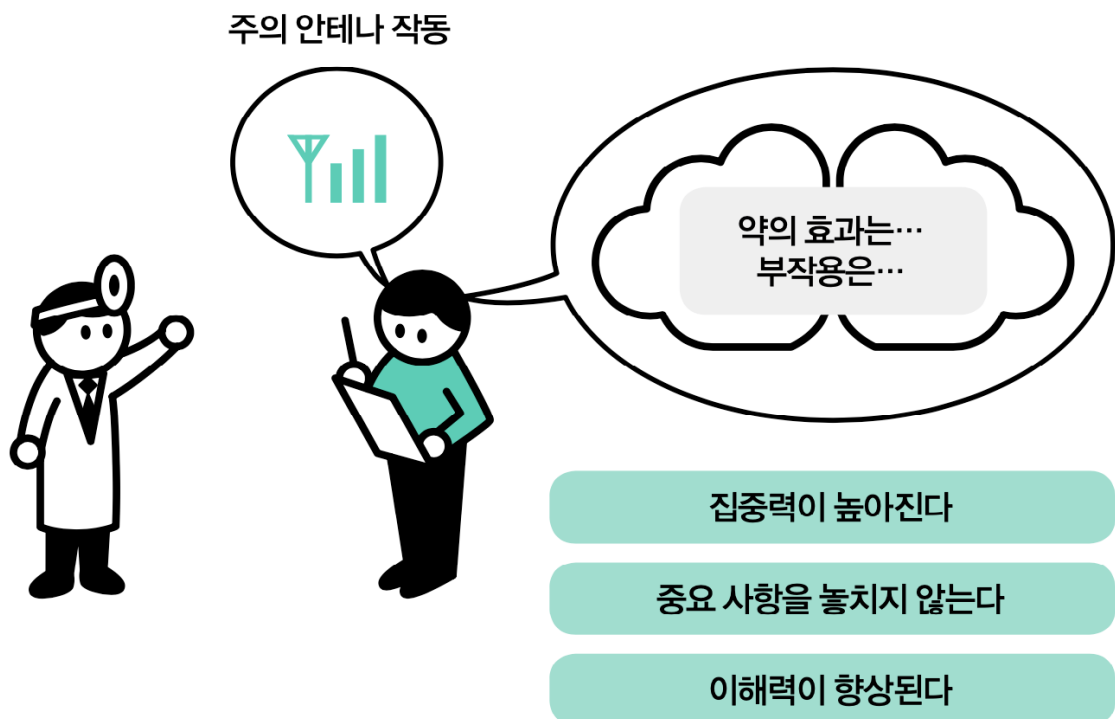 주의 안테나 작동
약의 효과는…
부작용은…
집중력이 높아진다
중요 사항을 놓치지 않는다
이해력이 향상된다